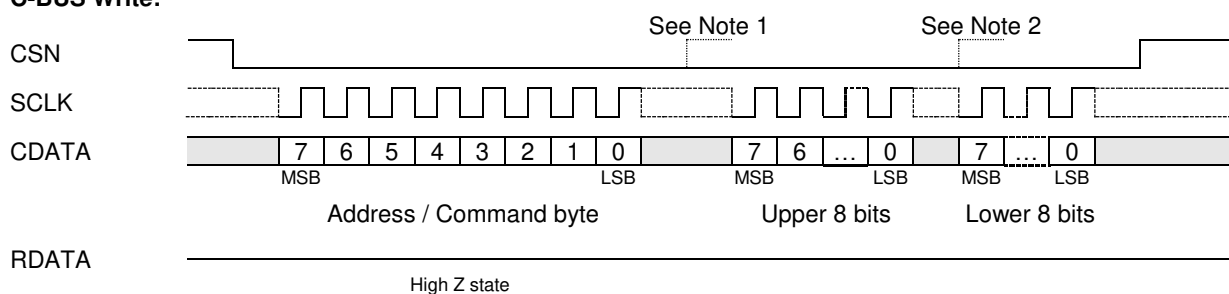 C-BUS Write:
See Note 1 See Note 2
CSN
SCLK
CDATA 7 6 5 4 3 2 1 0 7 6 … 0 7 … 0
MSB LSB MSB LSB MSB LSB
Address / Command byte Upper 8 bits Lower 8 bits
RDATA
High Z state